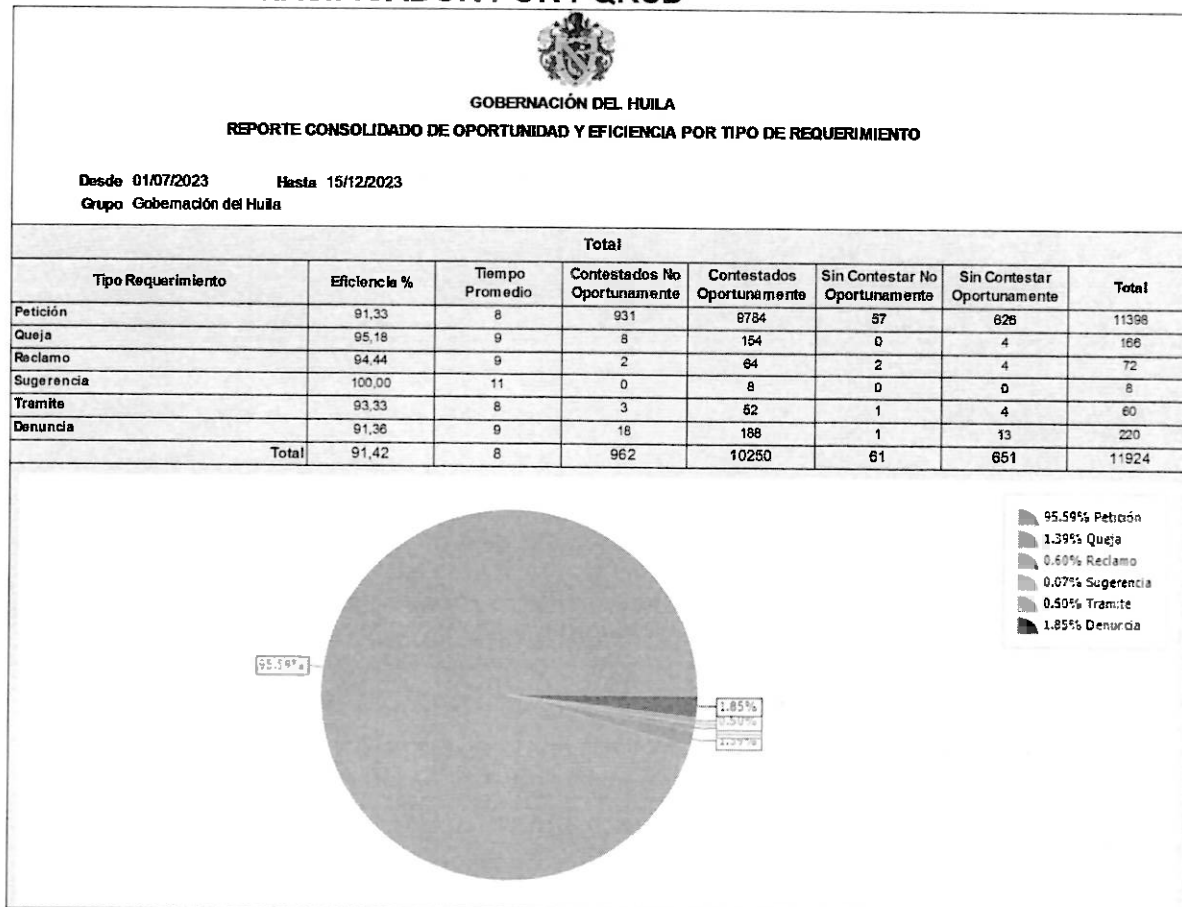 GOBERNACIÓN DEL HUILA
REPORTE CONSOLIDADO DE OPORTUNIDAD Y EFICIENCIA POR TIPO DE REQUERIMIENTO
Desde 01/07/2023 Hasta 15/12/2023
Grupo Gobernación del Huila
Total
Tipo Requerimiento Eficiencia % Tiempo Promedio Contestados No Oportunamente Contestados Oportunamente Sin Contestar No Oportunamente Sin Contestar Oportunamente Total
Petición 91,33 8 931 9784 57 626 11398
Queja 95,18 9 8 154 0 4 166
Reclamo 94,44 9 2 64 2 4 72
Sugerencia 100,00 11 0 8 0 0 8
Tramite 93,33 8 3 52 1 4 60
Denuncia 91,36 9 18 188 1 13 220
Total 91,42 8 962 10250 61 651 11924
95.59% Petición
1.39% Queja
0.60% Reclamo
0.07% Sugerencia
0.50% Tramite
1.85% Denuncia
95.59%
1.85%
0.50%
1.39%